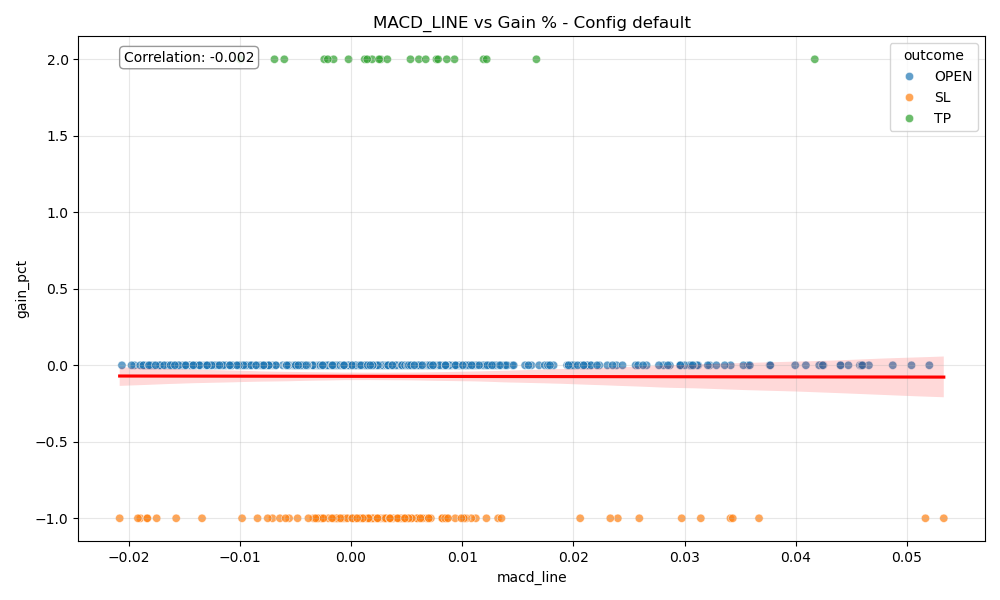 MACD_LINE vs Gain % - Config default
Correlation: -0.002
outcome
OPEN
SL
TP
2.0
1.5
1.0
0.5
0.0
−0.5
−1.0
gain_pct
−0.02
−0.01
0.00
0.01
0.02
0.03
0.04
0.05
macd_line